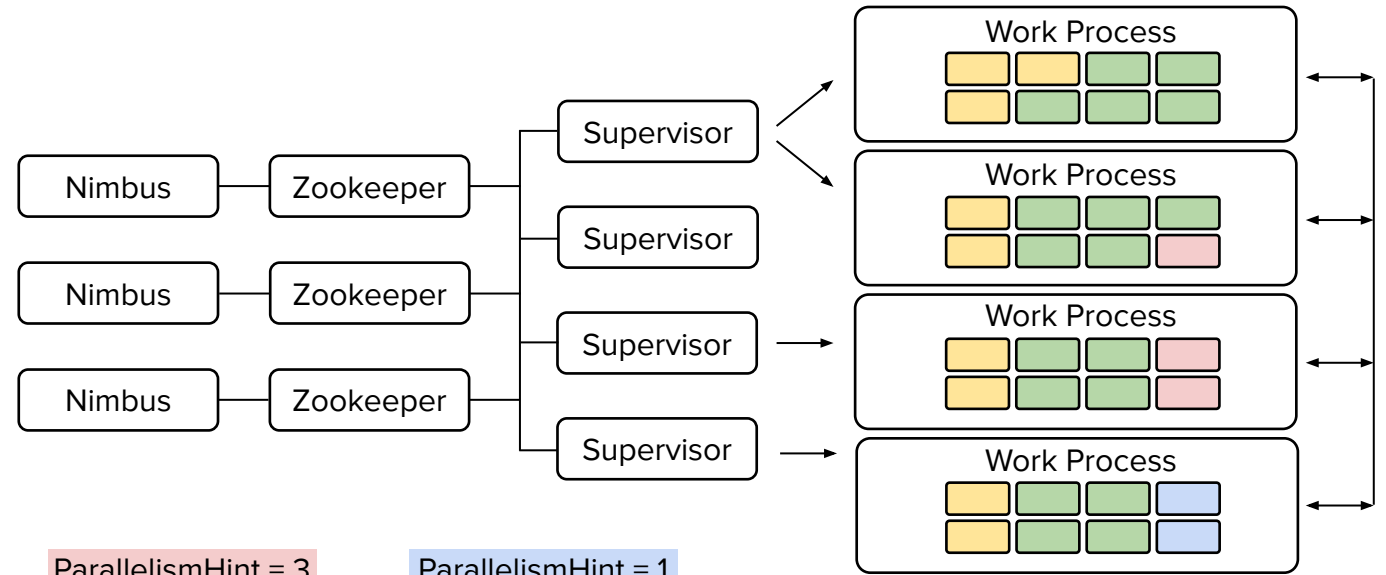 Work Process
Supervisor
Nimbus
Zookeeper
Work Process
Supervisor
Nimbus
Zookeeper
Work Process
Supervisor
Nimbus
Zookeeper
Supervisor
Work Process
ParallelismHint = 3
ParallelismHint = 1